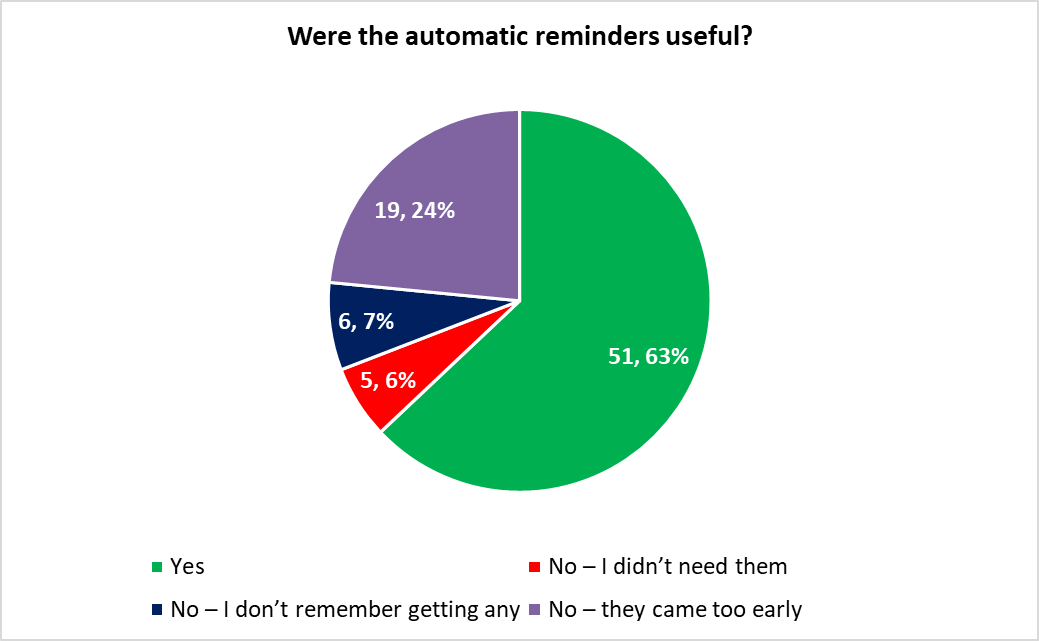 Were the automatic reminders useful?
19, 24%
6, 7%
51, 63%
5, 6%
Yes
No – I didn’t need them
No – I don’t remember getting any
No – they came too early